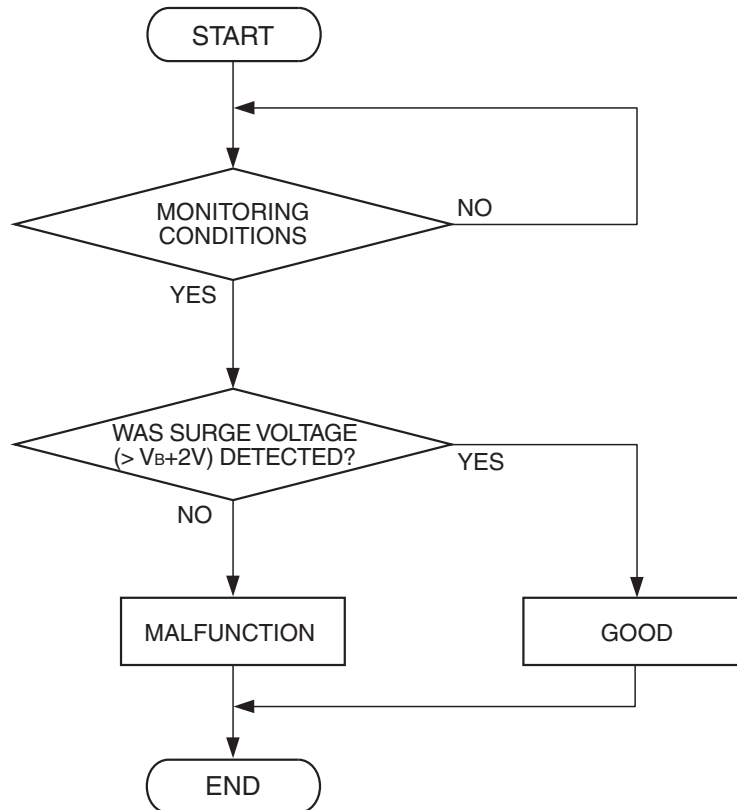 START
MONITORING
CONDITIONS
NO
YES
WAS SURGE VOLTAGE
(> VB+2V) DETECTED?
YES
NO
MALFUNCTION
GOOD
END